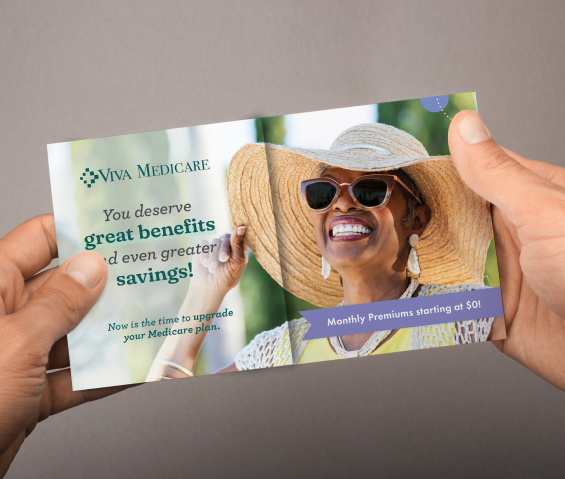 VIVA MEDICARE
You deserve
great benefits
nd even greater
savings!
Now is the time to upgrade
your Medicare plan.
Monthly Premiums starting at $0!